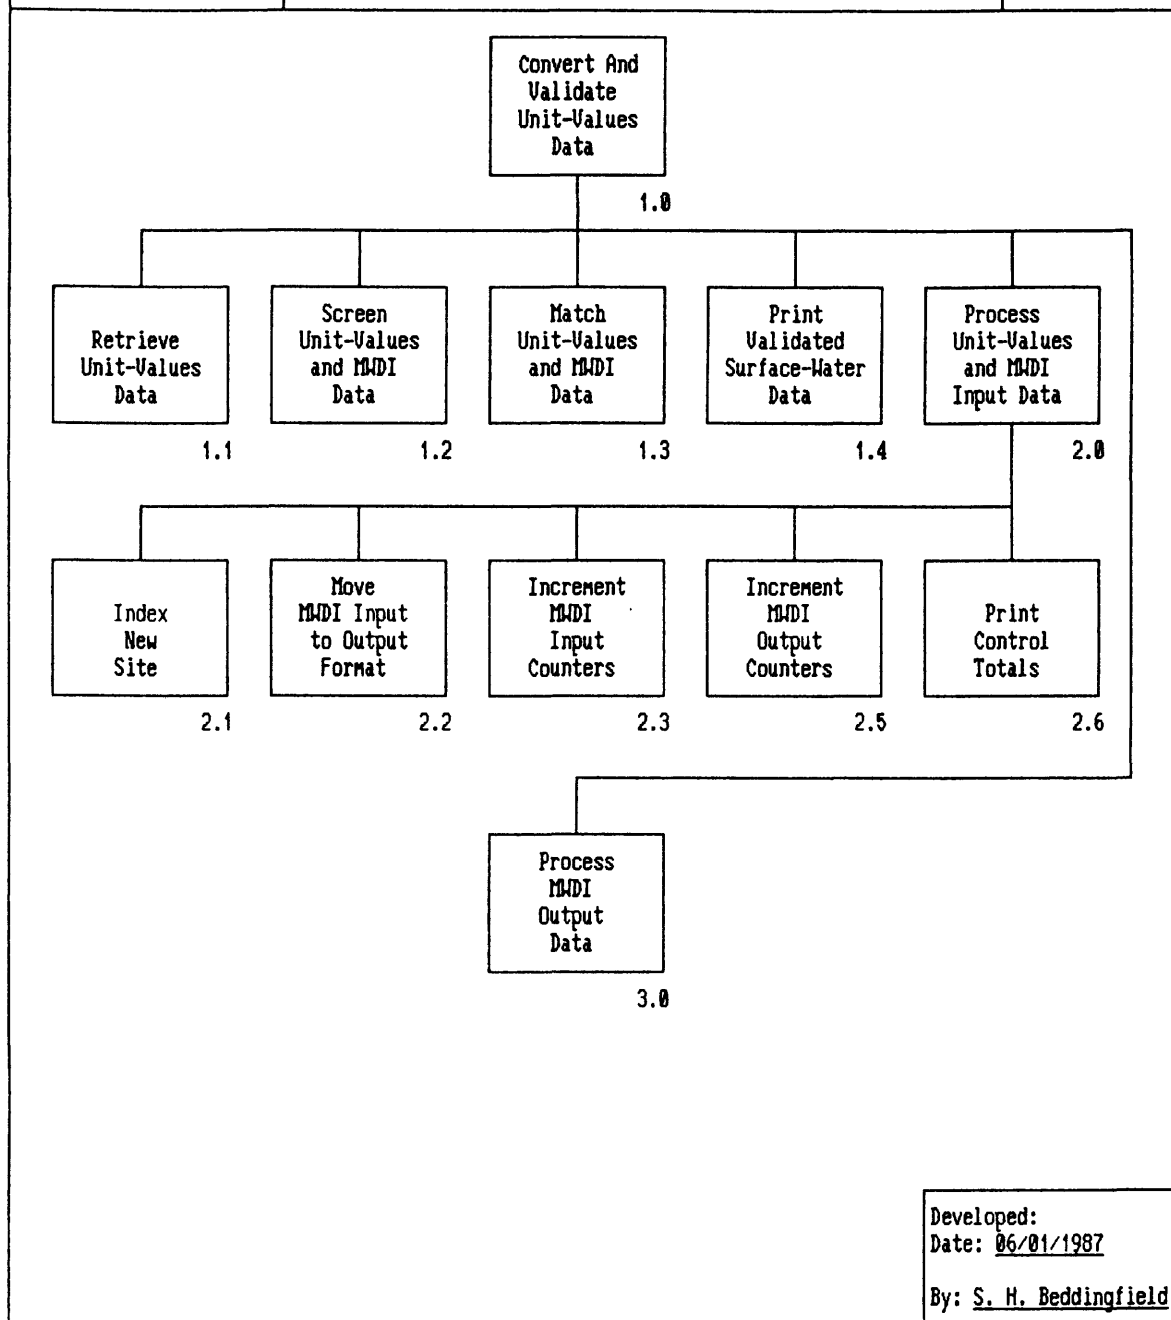 Convert And
Validate
Unit-Values
Data
1.0
Retrieve
Unit-Values
Data
1.1
Screen
Unit-Values
and MWDI
Data
1.2
Match
Unit-Values
and MWDI
Data
1.3
Print
Validated
Surface-Water
Data
1.4
Process
Unit-Values
and MWDI
Input Data
2.0
Index
New
Site
2.1
Move
MWDI Input
to Output
Format
2.2
Increment
MWDI
Input
Counters
2.3
Increment
MWDI
Output
Counters
2.5
Print
Control
Totals
2.6
Process
MWDI
Output
Data
3.0
Developed:
Date: 06/01/1987
By: S. H. Beddingfield